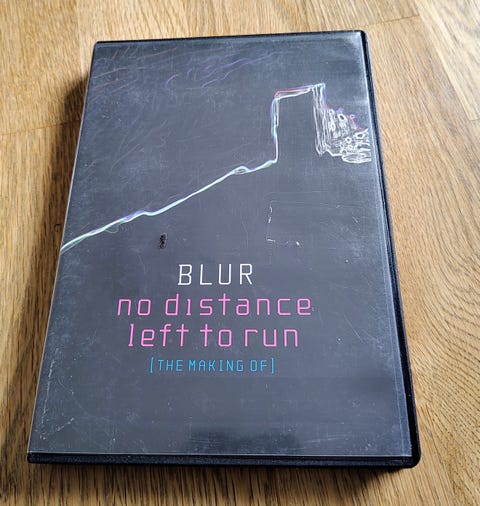 BLUR
no distance
left to run
[THE MAKING OF]